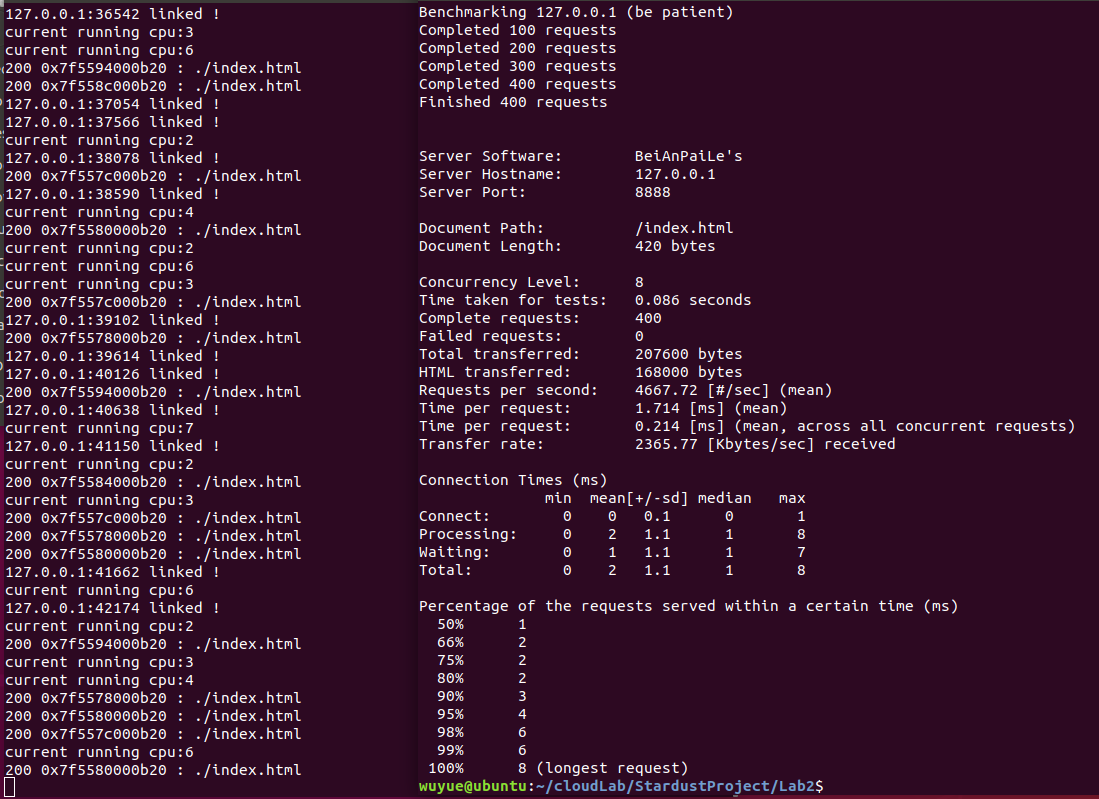 127.0.0.1:36542 linked !
current running cpu:3
current running cpu:6
200 0x7f5594000b20 : ./index.html
200 0x7f558c000b20 : ./index.html
127.0.0.1:37054 linked !
127.0.0.1:37566 linked !
current running cpu:2
127.0.0.1:38078 linked !
200 0x7f557c000b20 : ./index.html
127.0.0.1:38590 linked !
current running cpu:4
200 0x7f5580000b20 : ./index.html
current running cpu:2
current running cpu:6
current running cpu:3
200 0x7f557c000b20 : ./index.html
127.0.0.1:39102 linked !
200 0x7f5578000b20 : ./index.html
127.0.0.1:39614 linked !
127.0.0.1:40126 linked !
200 0x7f5594000b20 : ./index.html
127.0.0.1:40638 linked !
current running cpu:7
127.0.0.1:41150 linked !
current running cpu:2
200 0x7f5584000b20 : ./index.html
current running cpu:3
200 0x7f557c000b20 : ./index.html
200 0x7f5578000b20 : ./index.html
200 0x7f5580000b20 : ./index.html
127.0.0.1:41662 linked !
current running cpu:6
127.0.0.1:42174 linked !
current running cpu:2
200 0x7f5594000b20 : ./index.html
current running cpu:3
current running cpu:4
200 0x7f5578000b20 : ./index.html
200 0x7f5580000b20 : ./index.html
200 0x7f557c000b20 : ./index.html
current running cpu:6
200 0x7f5580000b20 : ./index.html
Benchmarking 127.0.0.1 (be patient)
Completed 100 requests
Completed 200 requests
Completed 300 requests
Completed 400 requests
Finished 400 requests
Server Software: BeiAnPaiLe's
Server Hostname: 127.0.0.1
Server Port: 8888
Document Path: /index.html
Document Length: 420 bytes
Concurrency Level: 8
Time taken for tests: 0.086 seconds
Complete requests: 400
Failed requests: 0
Total transferred: 207600 bytes
HTML transferred: 168000 bytes
Requests per second: 4667.72 [#/sec] (mean)
Time per request: 1.714 [ms] (mean)
Time per request: 0.214 [ms] (mean, across all concurrent requests)
Transfer rate: 2365.77 [Kbytes/sec] received
Connection Times (ms)
min mean[+/-sd] median max
Connect: 0 0 0.1 0 1
Processing: 0 2 1.1 1 8
Waiting: 0 1 1.1 1 7
Total: 0 2 1.1 1 8
Percentage of the requests served within a certain time (ms)
50% 1
66% 2
75% 2
80% 2
90% 3
95% 4
98% 6
99% 6
100% 8 (longest request)
wuyue@ubuntu:~/cloudLab/StardustProject/Lab2$